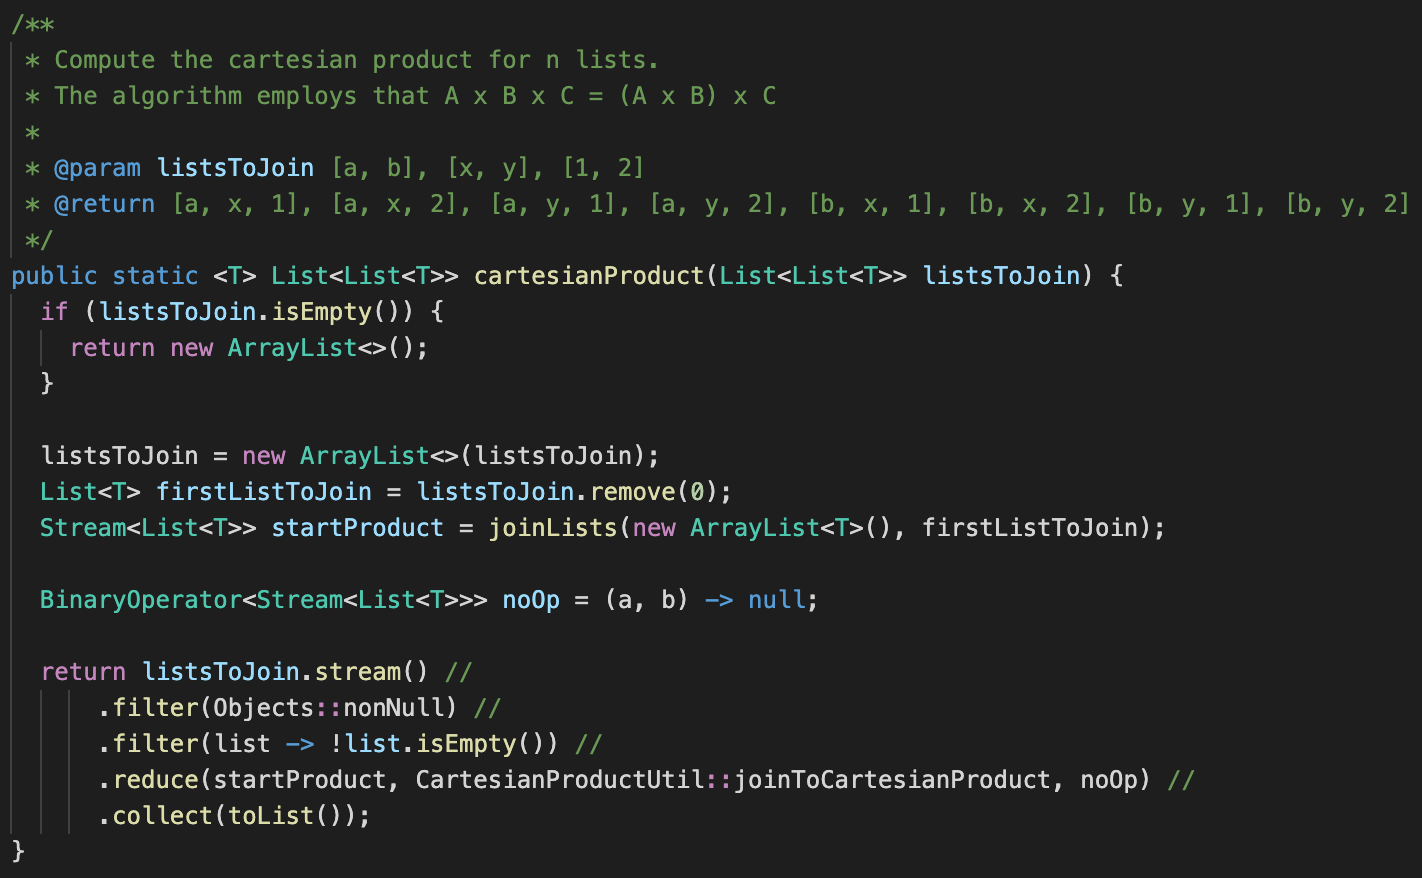 /**
 * Compute the cartesian product for n lists.
 * The algorithm employs that A x B x C = (A x B) x C
 *
 * @param listsToJoin [a, b], [x, y], [1, 2]
 * @return [a, x, 1], [a, x, 2], [a, y, 1], [a, y, 2], [b, x, 1], [b, x, 2], [b, y, 1], [b, y, 2]
 */
public static <T> List<List<T>> cartesianProduct(List<List<T>> listsToJoin) {
  if (listsToJoin.isEmpty()) {
    return new ArrayList<>();
  }

  listsToJoin = new ArrayList<>(listsToJoin);
  List<T> firstListToJoin = listsToJoin.remove(0);
  Stream<List<T>> startProduct = joinLists(new ArrayList<T>(), firstListToJoin);

  BinaryOperator<Stream<List<T>>> noOp = (a, b) -> null;

  return listsToJoin.stream() //
      .filter(Objects::nonNull) //
      .filter(list -> !list.isEmpty()) //
      .reduce(startProduct, CartesianProductUtil::joinToCartesianProduct, noOp) //
      .collect(toList());
}